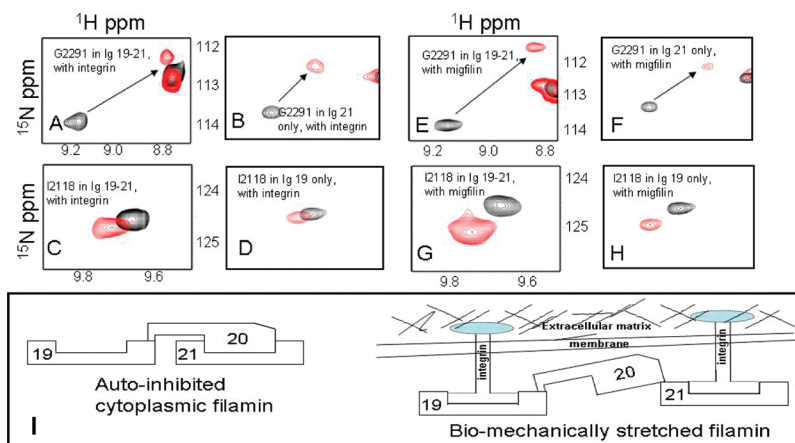 ¹H ppm
¹H ppm
¹⁵N ppm
G2291 in Ig 19-21,
with integrin
A
112
113
114
9.2 9.0 8.8
G2291 in Ig 21
only, with integrin
B
G2291 in Ig 19-21,
with migfilin
E
112
113
114
9.2 9.0 8.8
G2291 in Ig 21 only,
with migfilin
F
¹⁵N ppm
I2118 in Ig 19-21,
with integrin
C
124
125
9.8 9.6
I2118 in Ig 19 only,
with integrin
D
I2118 in Ig 19-21,
with migfilin
G
124
125
9.8 9.6
I2118 in Ig 19 only,
with migfilin
H
19
21
20
Auto-inhibited
cytoplasmic filamin
I
Extracellular matrix
membrane
integrin
integrin
19
20
21
Bio-mechanically stretched filamin